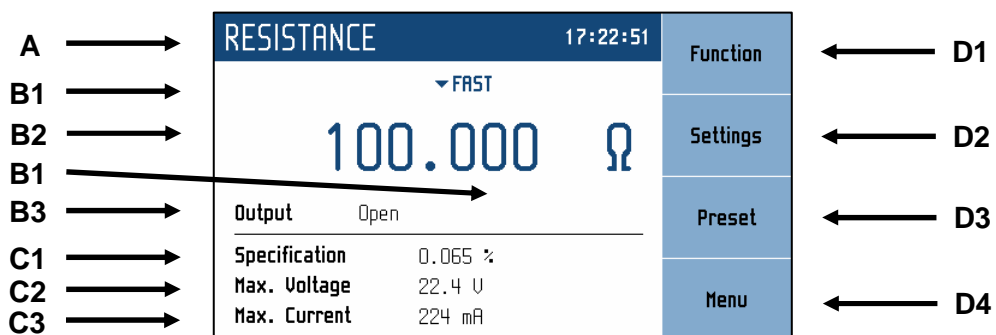 A RESISTANCE 17:22:51 Function D1
B1 FAST
B2 100.000 Ω Settings D2
B1
B3 Output Open Preset D3
C1 Specification 0.065 %
C2 Max. Voltage 22.4 V Menu D4
C3 Max. Current 224 mA